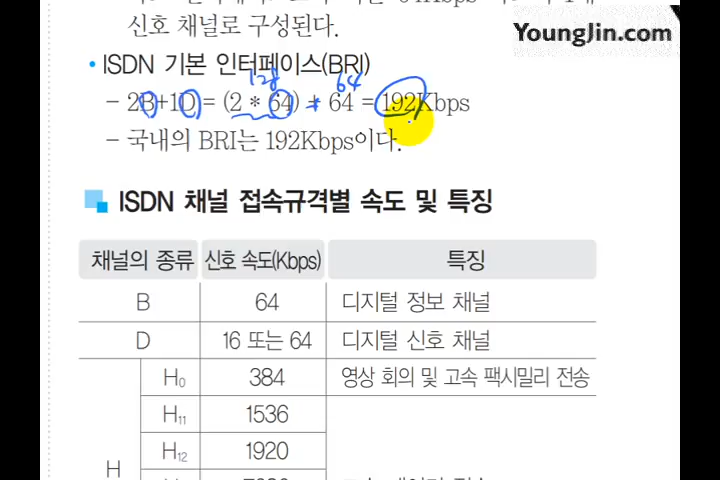 신호 채널로 구성된다.
YoungJin.com
• ISDN 기본 인터페이스(BRI)
128 64
- 2B+1D = (2 * 64) + 64 = 192Kbps
- 국내의 BRI는 192Kbps이다.
ISDN 채널 접속규격별 속도 및 특징
채널의 종류 신호 속도(Kbps) 특징
B 64 디지털 정보 채널
D 16 또는 64 디지털 신호 채널
H₀ 384 영상 회의 및 고속 팩시밀리 전송
H₁₁ 1536
H₁₂ 1920
H